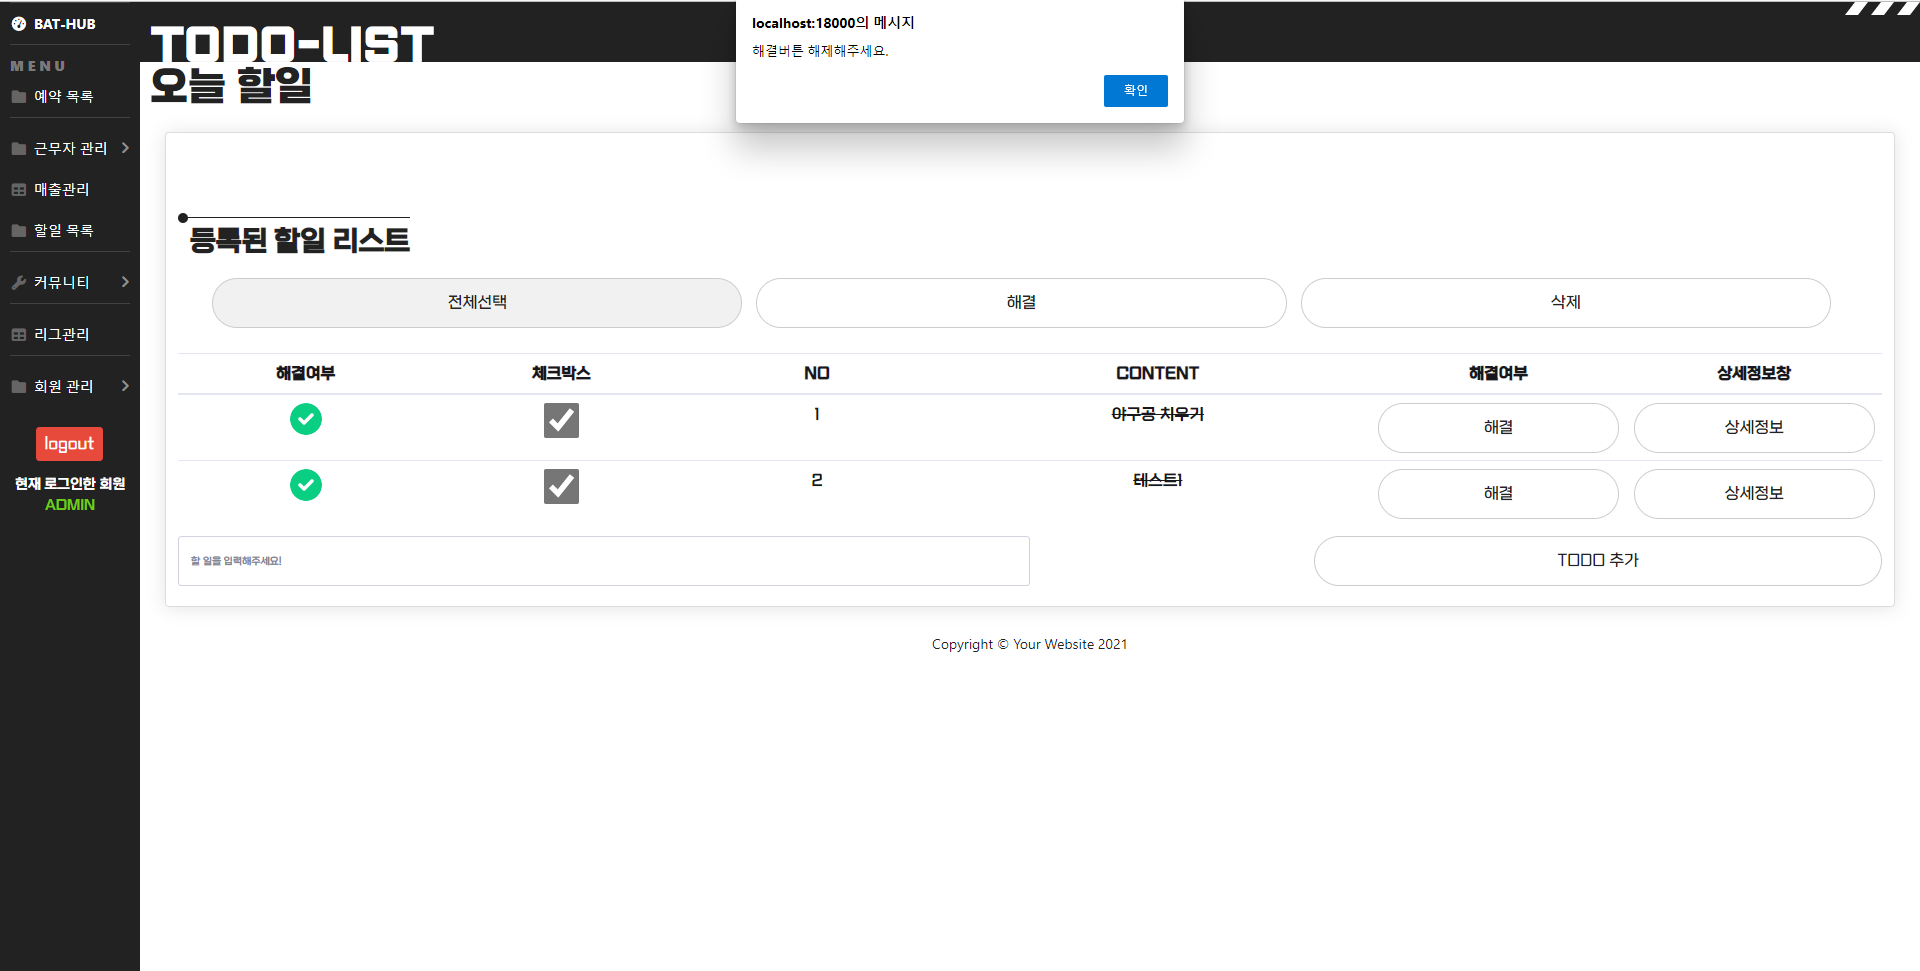 BAT-HUB
MENU
예약 목록
근무자 관리
매출관리
할일 목록
커뮤니티
리그관리
회원 관리
logout
현재 로그인한 회원
ADMIN
TODO-LIST
오늘 할일
localhost:18000의 메시지
해결버튼 해제해주세요.
확인
등록된 할일 리스트
전체선택 해결 삭제
해결여부 체크박스 NO CONTENT 해결여부 상세정보창
1 야구공 치우기 해결 상세정보
2 테스트1 해결 상세정보
할 일을 입력해주세요! TODO 추가
Copyright © Your Website 2021